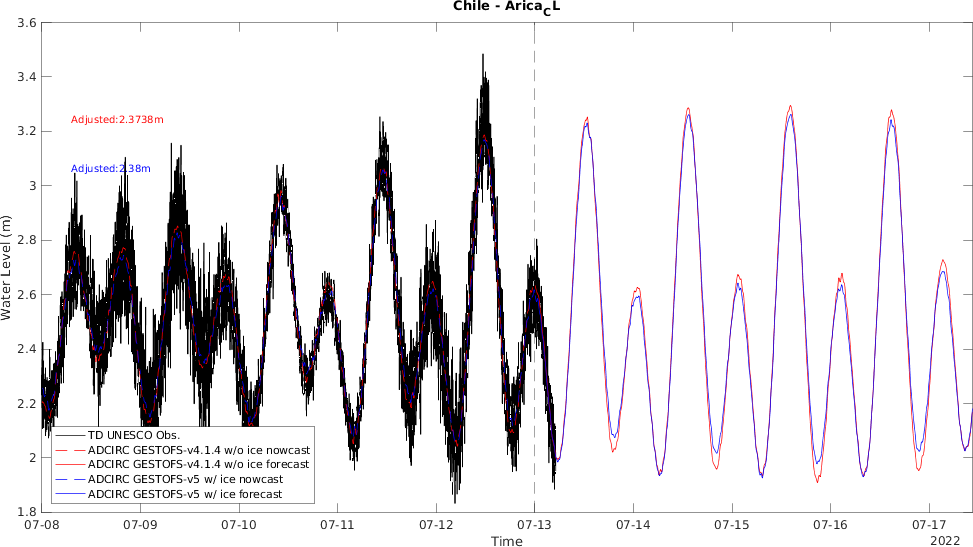 Chile - AricaCL
3.6
3.4
3.2
3
2.8
2.6
2.4
2.2
2
1.8
Water Level (m)
Adjusted:2.3738m
Adjusted:2.38m
TD UNESCO Obs.
ADCIRC GESTOFS-v4.1.4 w/o ice nowcast
ADCIRC GESTOFS-v4.1.4 w/o ice forecast
ADCIRC GESTOFS-v5 w/ ice nowcast
ADCIRC GESTOFS-v5 w/ ice forecast
07-08 07-09 07-10 07-11 07-12 07-13 07-14 07-15 07-16 07-17
Time
2022